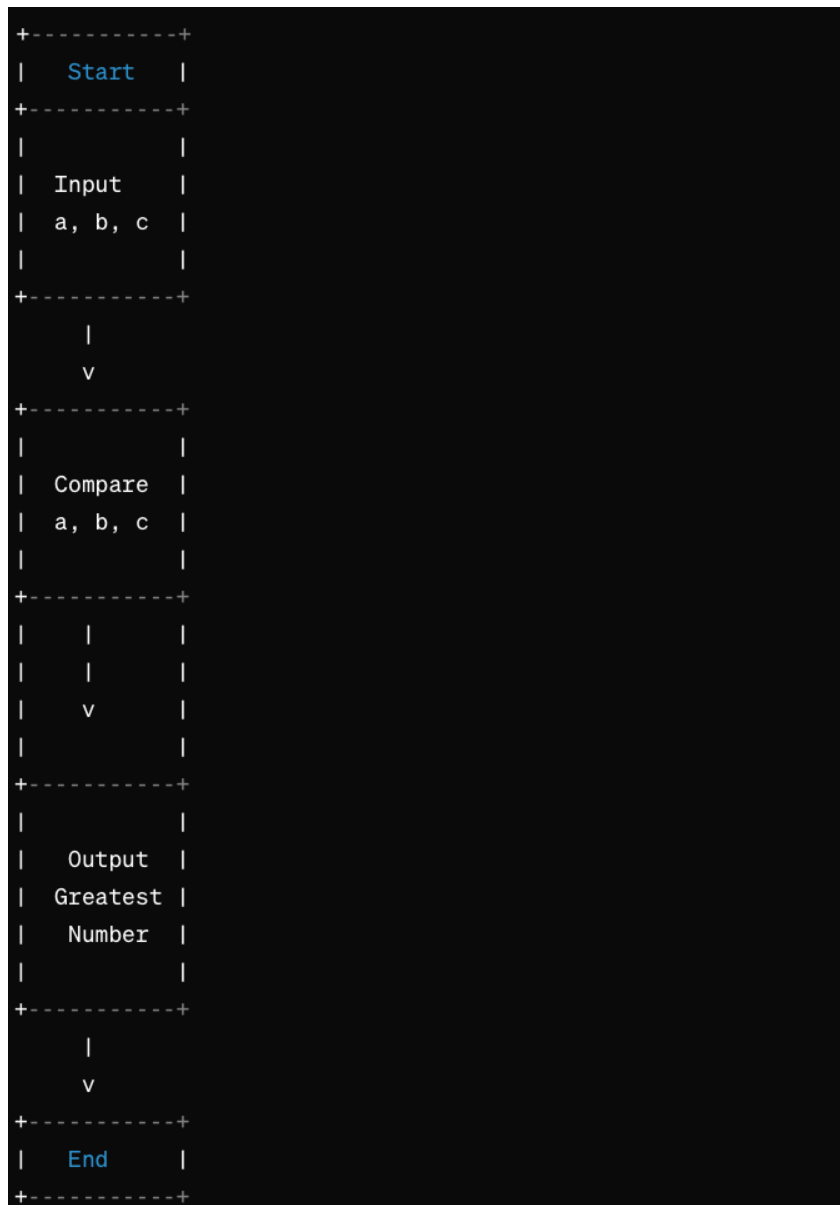 +-----------+
|   Start   |
+-----------+
|           |
|  Input    |
|  a, b, c  |
|           |
+-----------+
     |
     v
+-----------+
|           |
|  Compare  |
|  a, b, c  |
|           |
+-----------+
|    |      |
|    |      |
|    v      |
|           |
+-----------+
|           |
|   Output  |
|  Greatest |
|   Number  |
|           |
+-----------+
     |
     v
+-----------+
|   End     |
+-----------+